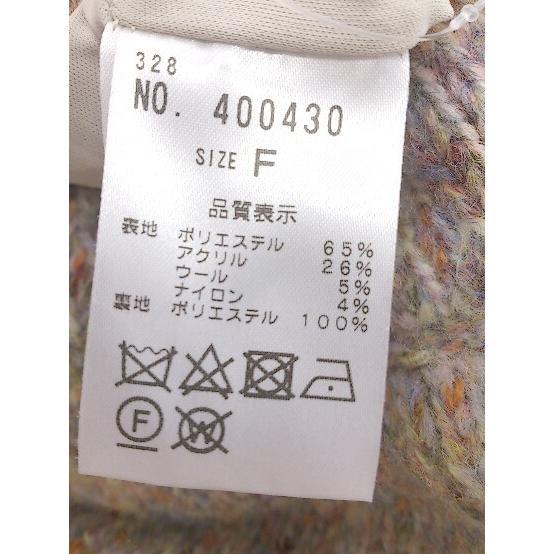 328
NO. 400430
SIZE F
品質表示
表地 ポリエステル 65%
アクリル 26%
ウール 5%
ナイロン 4%
裏地 ポリエステル 100%
F
W